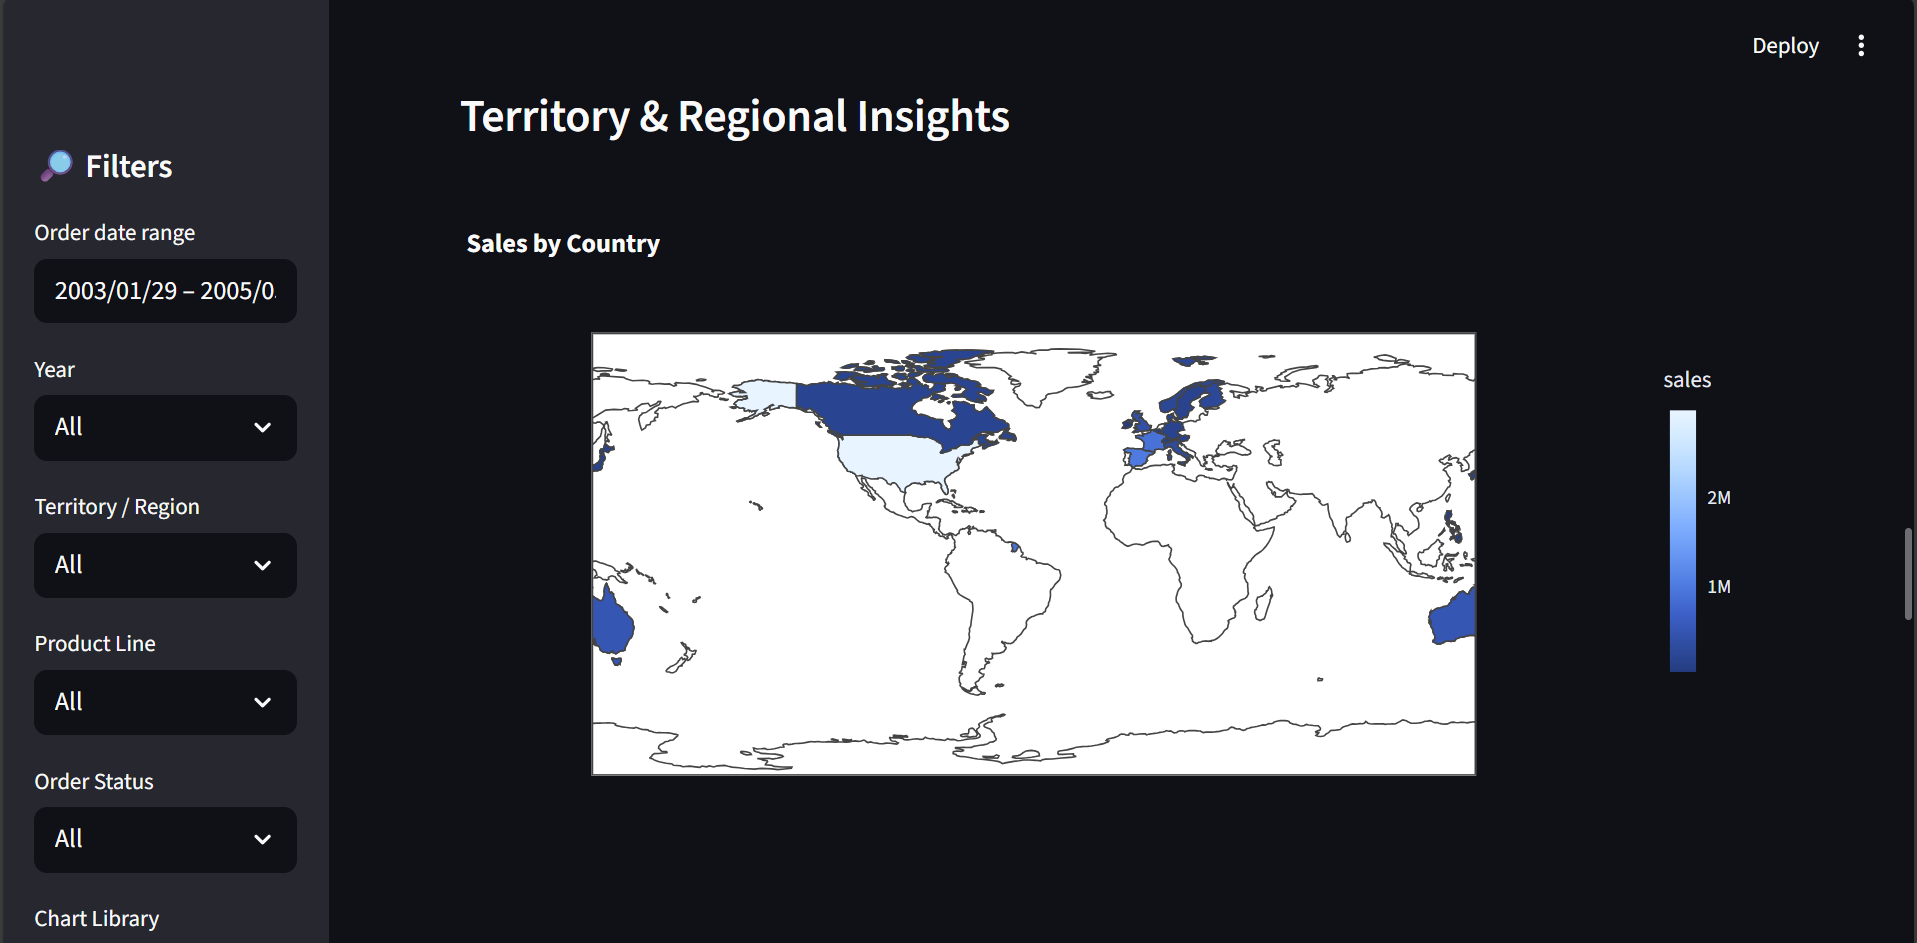 Deploy
Filters
Order date range
2003/01/29 – 2005/0
Year
All
Territory / Region
All
Product Line
All
Order Status
All
Chart Library
Territory & Regional Insights
Sales by Country
sales
2M
1M